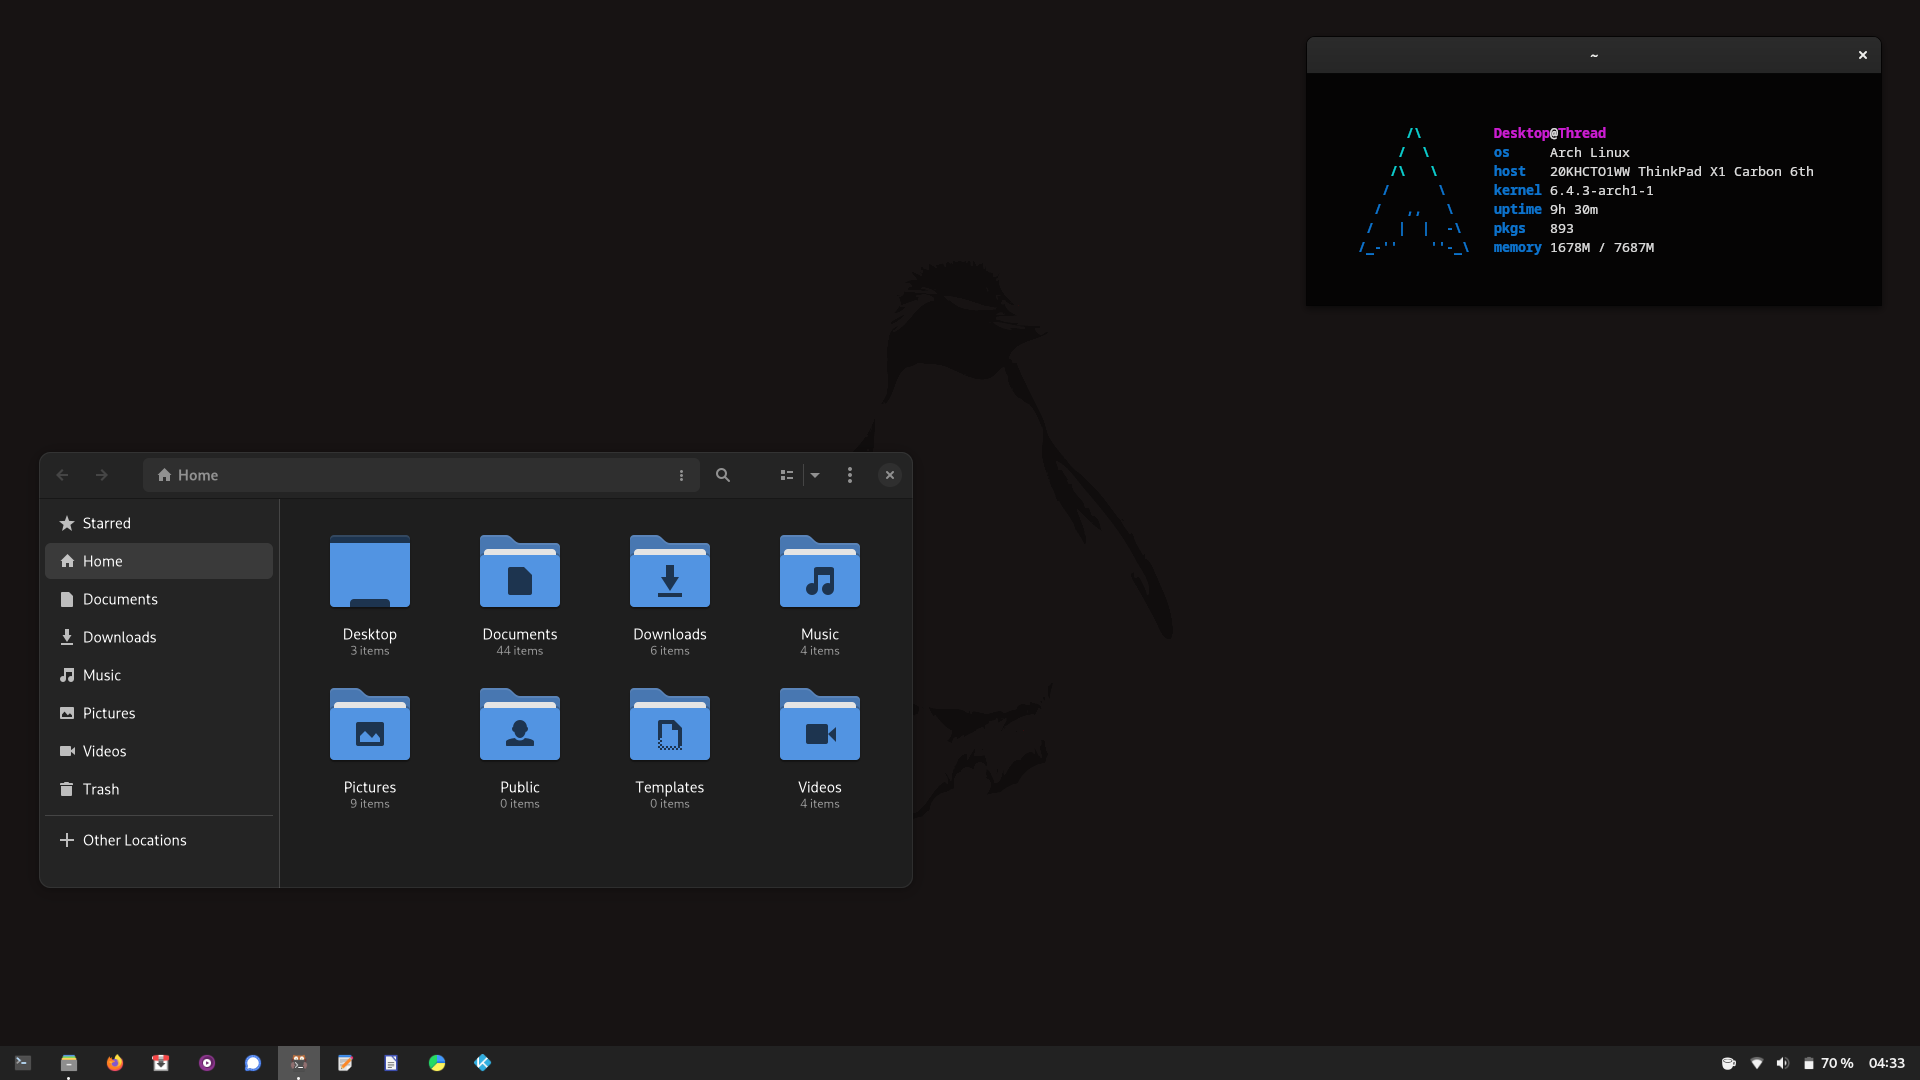 ~
Desktop@Thread
os Arch Linux
host 20KHCTO1WW ThinkPad X1 Carbon 6th
kernel 6.4.3-arch1-1
uptime 9h 30m
pkgs 893
memory 1678M / 7687M
Home
Starred
Home
Documents
Downloads
Music
Pictures
Videos
Trash
Other Locations
Desktop Documents Downloads Music
3 items 44 items 6 items 4 items
Pictures Public Templates Videos
9 items 0 items 0 items 4 items
70 % 04:33